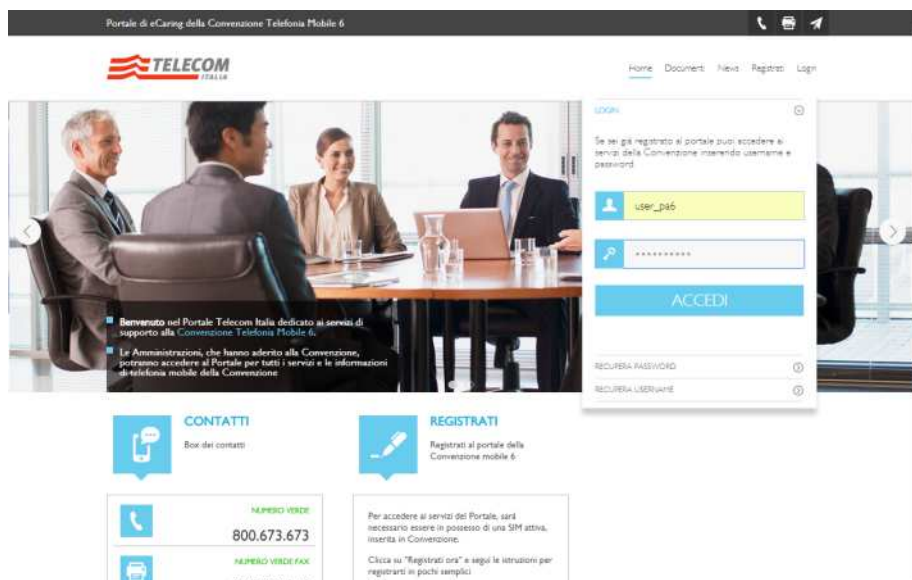 Portale di eCaring della Convenzione Telefonia Mobile 6
TELECOM
ITALIA
Home Documenti News Registrati Login
LOGIN
Se sei già registrato al portale puoi accedere ai
servizi della Convenzione inserendo username e
password
user_pa6
**********
ACCEDI
RECUPERA PASSWORD
RECUPERA USERNAME
Benvenuto nel Portale Telecom Italia dedicato ai servizi di
supporto alla Convenzione Telefonia Mobile 6.
Le Amministrazioni, che hanno aderito alla Convenzione,
potranno accedere al Portale per tutti i servizi e le informazioni
di telefonia mobile della Convenzione
CONTATTI
Box dei contatti
NUMERO VERDE
800.673.673
NUMERO VERDE FAX
REGISTRATI
Registrati al portale della
Convenzione mobile 6
Per accedere ai servizi del Portale, sarà
necessario essere in possesso di una SIM attiva,
inserita in Convenzione.
Clicca su "Registrati ora" e segui le istruzioni per
registrarti in pochi semplici